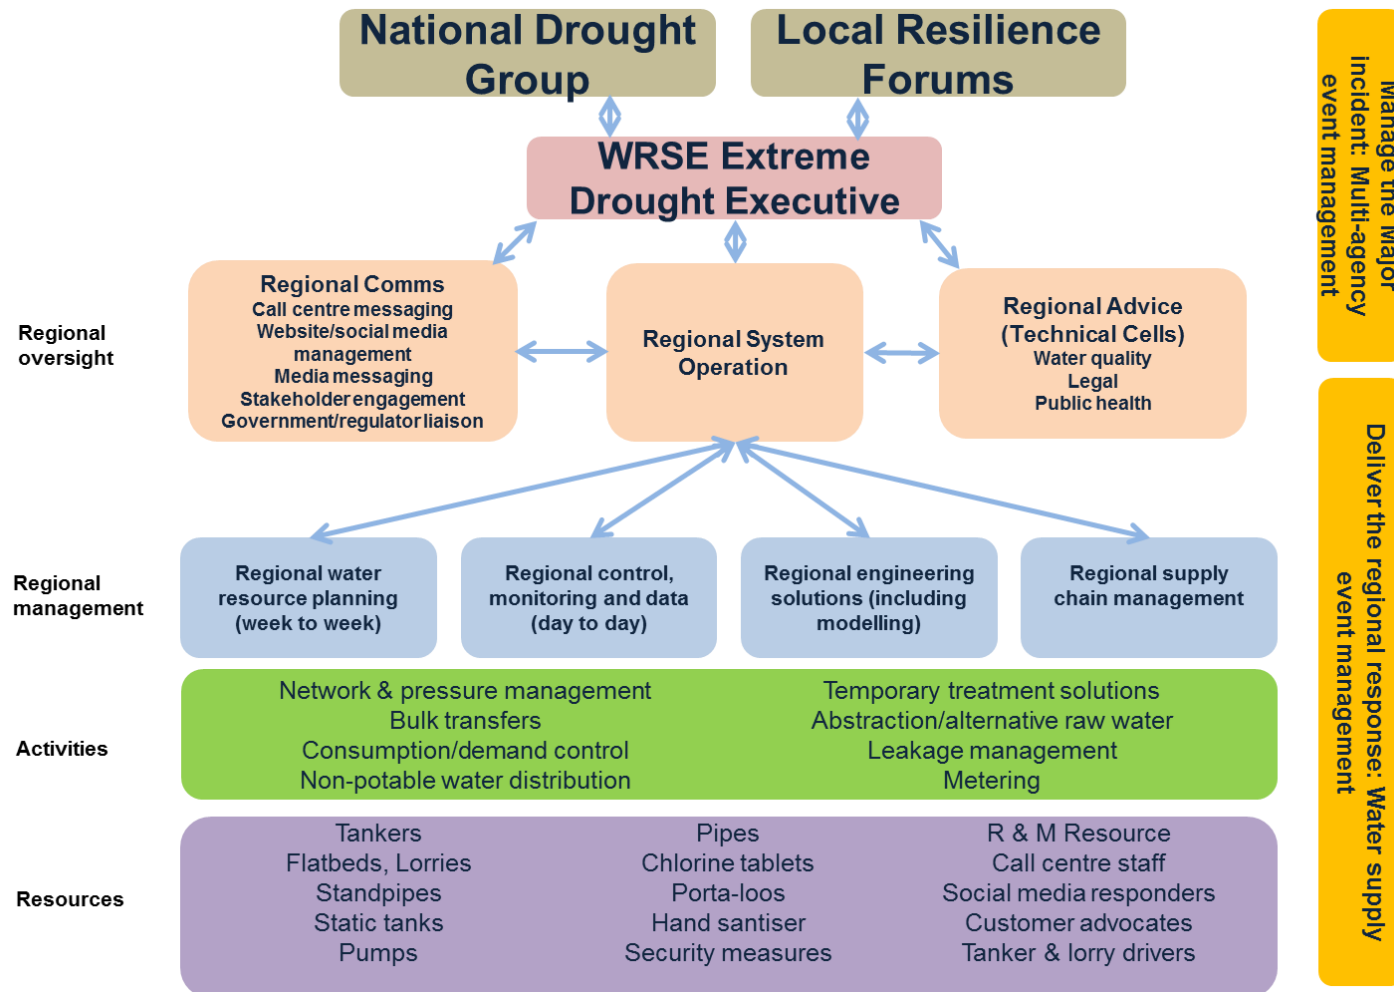 National Drought
Group
Local Resilience
Forums
WRSE Extreme
Drought Executive
Regional
oversight
Regional Comms
Call centre messaging
Website/social media
management
Media messaging
Stakeholder engagement
Government/regulator liaison
Regional System
Operation
Regional Advice
(Technical Cells)
Water quality
Legal
Public health
Regional
management
Regional water
resource planning
(week to week)
Regional control,
monitoring and data
(day to day)
Regional engineering
solutions (including
modelling)
Regional supply
chain management
Activities
Network & pressure management
Bulk transfers
Consumption/demand control
Non-potable water distribution
Temporary treatment solutions
Abstraction/alternative raw water
Leakage management
Metering
Resources
Tankers
Flatbeds, Lorries
Standpipes
Static tanks
Pumps
Pipes
Chlorine tablets
Porta-loos
Hand santiser
Security measures
R & M Resource
Call centre staff
Social media responders
Customer advocates
Tanker & lorry drivers
Manage the Major
incident: Multi-agency
event management
Deliver the regional response: Water supply
event management